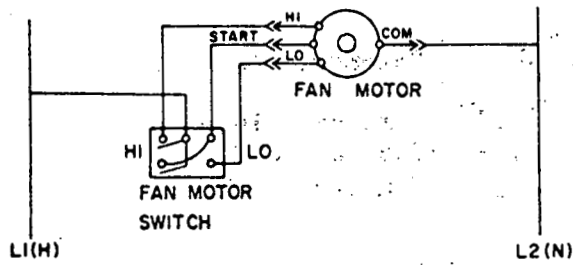 HI
START
COM
LO
FAN MOTOR
HI
LO
FAN MOTOR
SWITCH
L1(H)
L2(N)